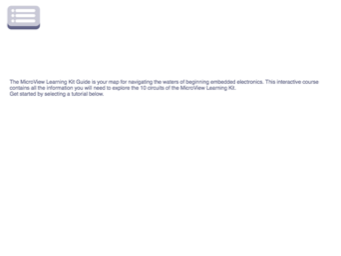 The MicroView Learning Kit Guide is your map for navigating the waters of beginning embedded electronics. This interactive course
contains all the information you will need to explore the 10 circuits of the MicroView Learning Kit.
Get started by selecting a tutorial below.